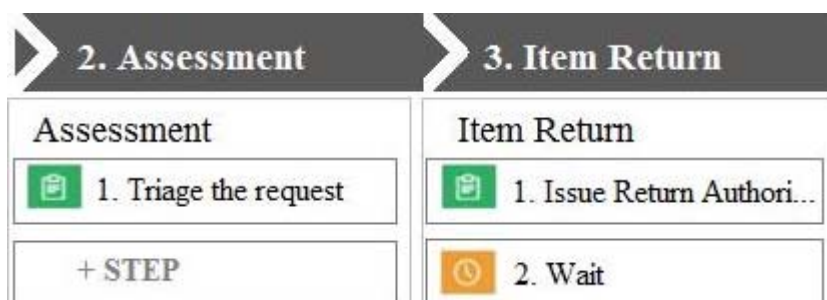 2. Assessment
3. Item Return
Assessment
1. Triage the request
+ STEP
Item Return
1. Issue Return Authori...
2. Wait